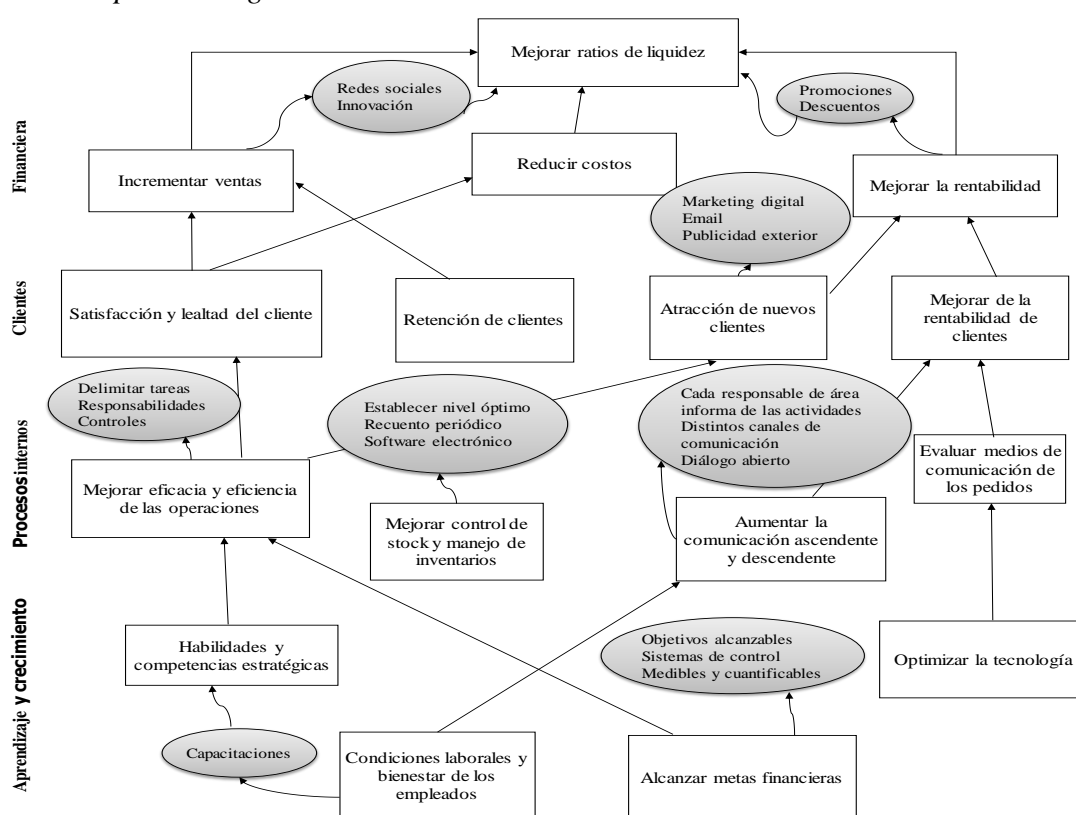 Mejorar ratios de liquidez
Redes sociales
Innovación
Promociones
Descuentos
Financiera
Incrementar ventas
Reducir costos
Mejorar la rentabilidad
Marketing digital
Email
Publicidad exterior
Clientes
Satisfacción y lealtad del cliente
Retención de clientes
Atracción de nuevos
clientes
Mejorar de la
rentabilidad de
clientes
Delimitar tareas
Responsabilidades
Controles
Establecer nivel óptimo
Recuento periódico
Software electrónico
Cada responsable de área
informa de las actividades
Distintos canales de
comunicación
Diálogo abierto
Procesos internos
Mejorar eficacia y eficiencia
de las operaciones
Mejorar control de
stock y manejo de
inventarios
Aumentar la
comunicación ascendente
y descendente
Evaluar medios de
comunicación de
los pedidos
Aprendizaje y crecimiento
Habilidades y
competencias estratégicas
Objetivos alcanzables
Sistemas de control
Medibles y cuantificables
Optimizar la tecnología
Capacitaciones
Condiciones laborales y
bienestar de los
empleados
Alcanzar metas financieras